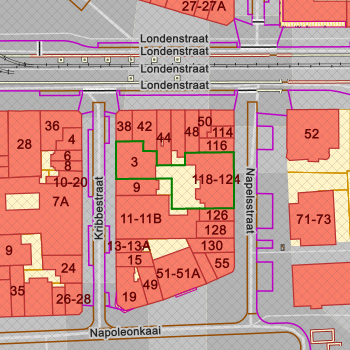 27-27A
Londenstraat
Londenstraat
Londenstraat
Londenstraat
36
38
42
44
48
50
114
116
4
28
6
8
10-20
3
52
9
118-124
7A
Kribbestraat
Napelsstraat
11-11B
126
128
71-73
13-13A
130
9
15
24
51-51A
55
49
35
26-28
19
Napoleonkaai